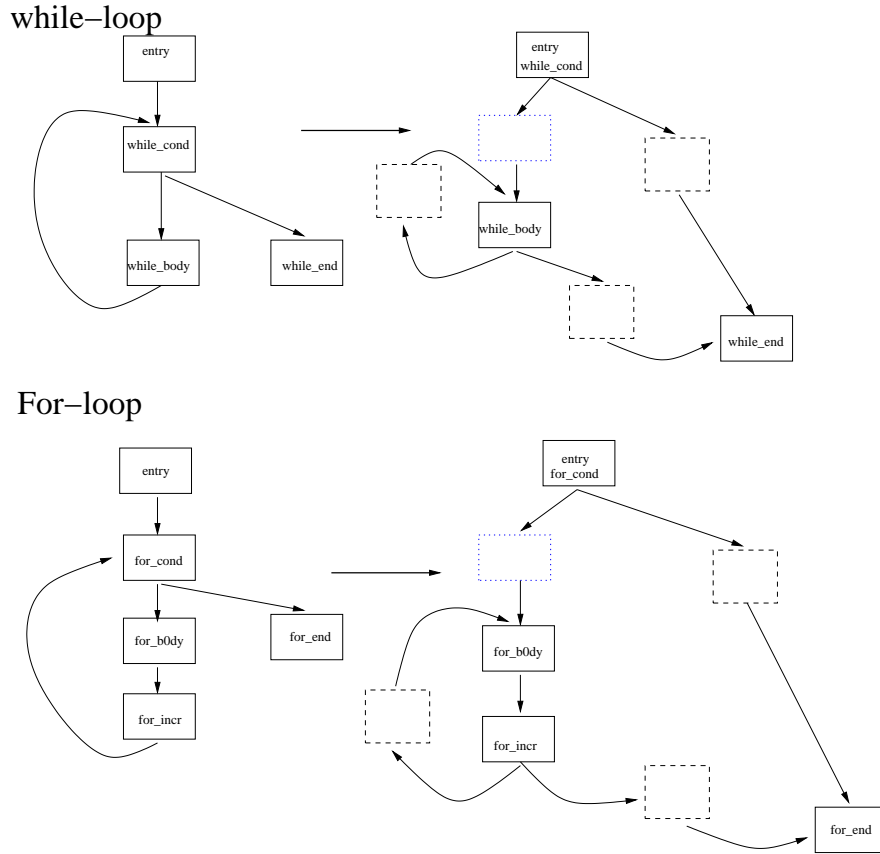 while−loop
entry
while_cond
while_body
while_end
entry
while_cond
while_body
while_end
For−loop
entry
for_cond
for_b0dy
for_end
for_incr
entry
for_cond
for_b0dy
for_incr
for_end